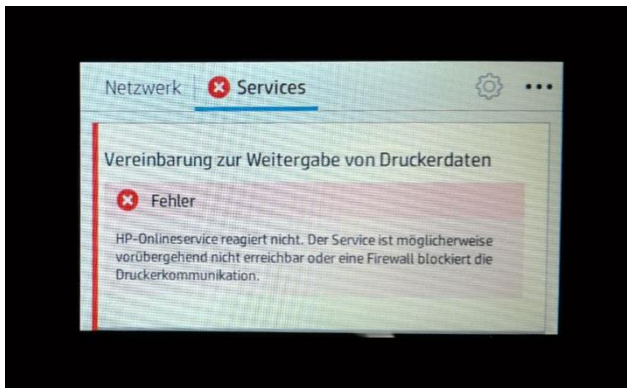 Netzwerk Services
Vereinbarung zur Weitergabe von Druckerdaten
Fehler
HP-Onlineservice reagiert nicht. Der Service ist möglicherweise
vorübergehend nicht erreichbar oder eine Firewall blockiert die
Druckerkommunikation.